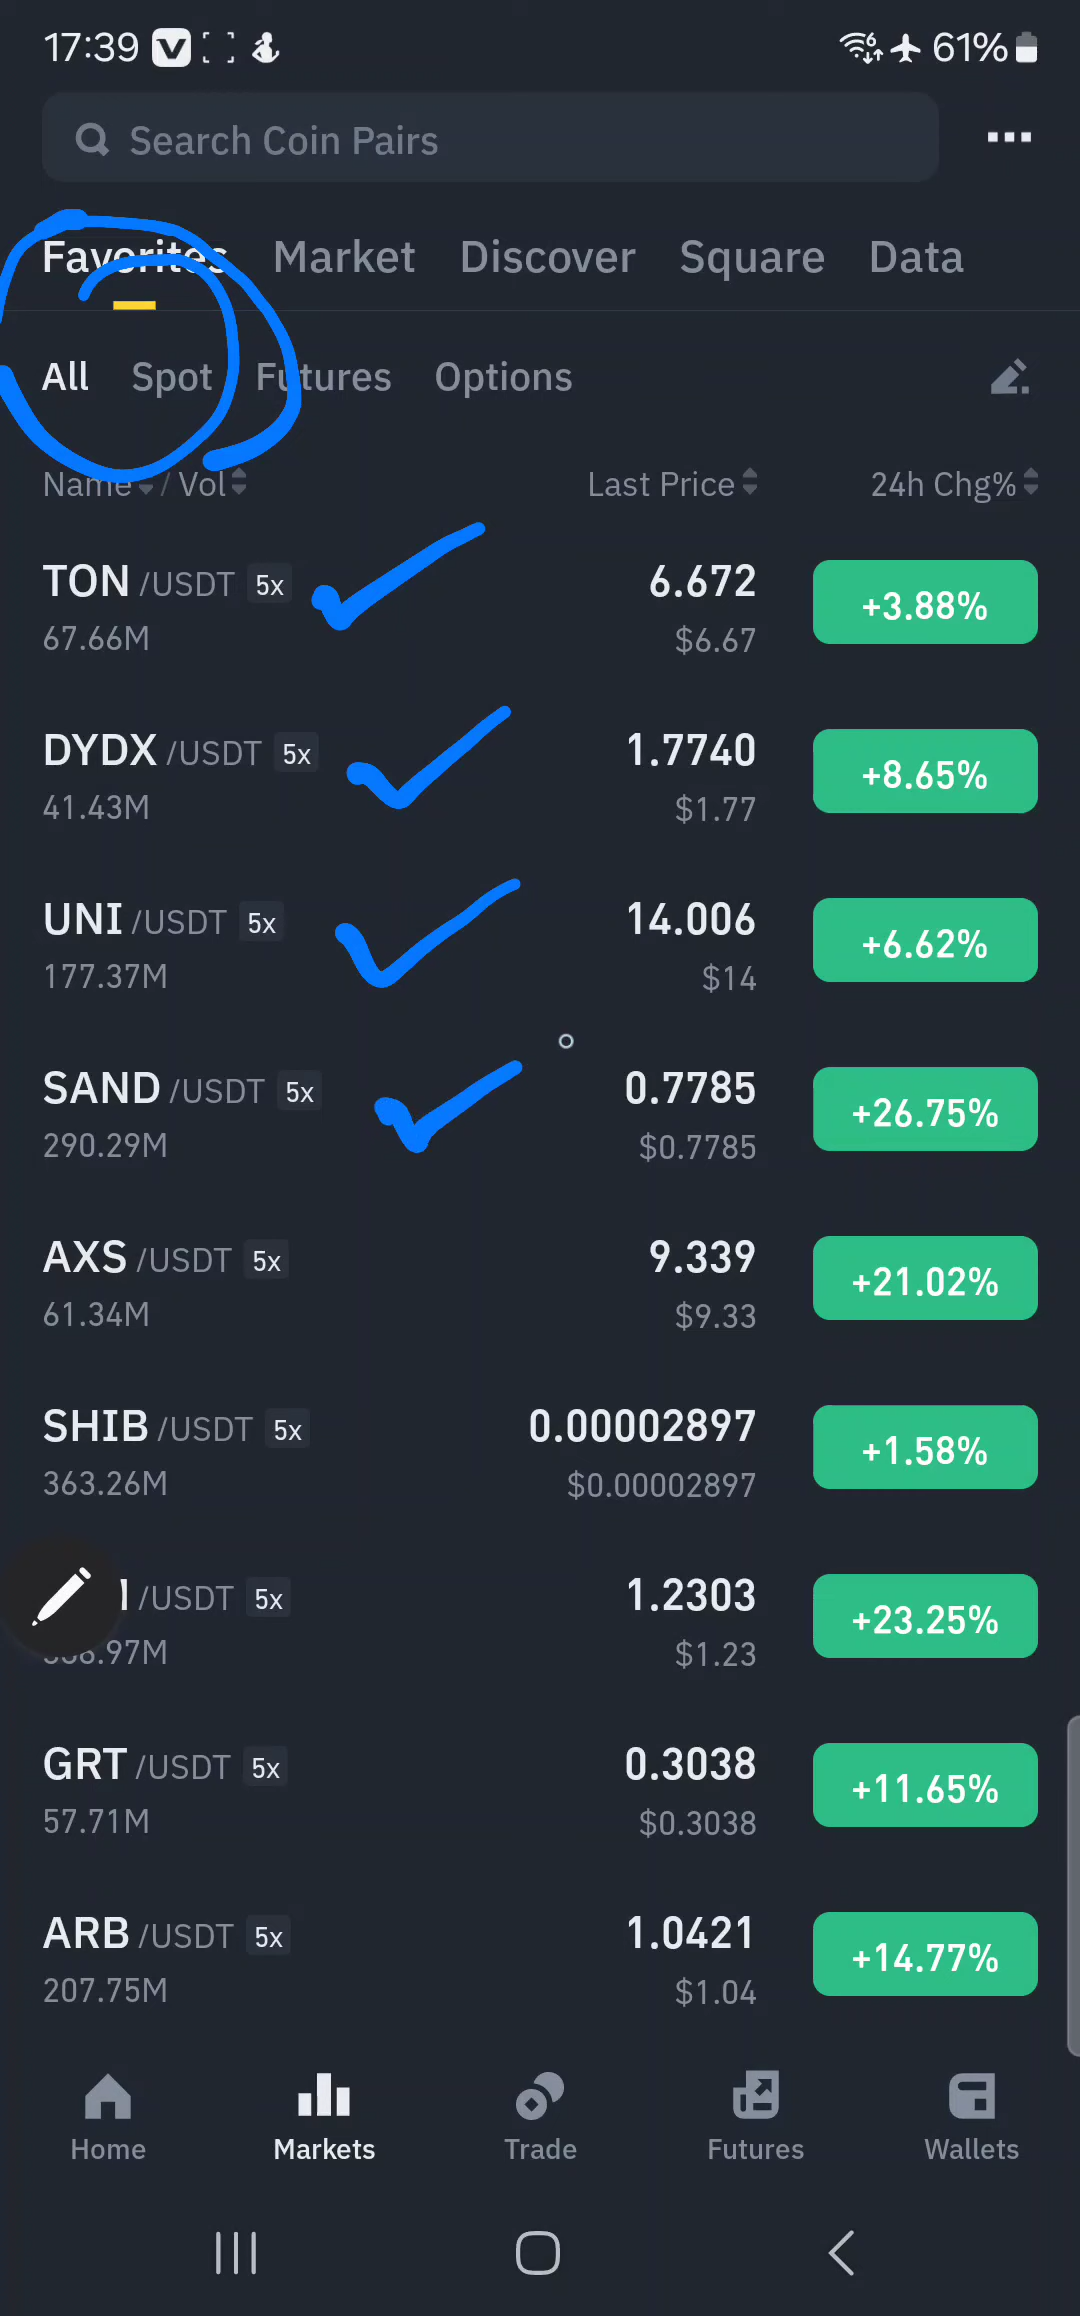 17:39 61%
Search Coin Pairs
Favorites Market Discover Square Data
All Spot Futures Options
Name / Vol Last Price 24h Chg%
TON /USDT 5x 6.672 +3.88%
67.66M $6.67
DYDX /USDT 5x 1.7740 +8.65%
41.43M $1.77
UNI /USDT 5x 14.006 +6.62%
177.37M $14
SAND /USDT 5x 0.7785 +26.75%
290.29M $0.7785
AXS /USDT 5x 9.339 +21.02%
61.34M $9.33
SHIB /USDT 5x 0.00002897 +1.58%
363.26M $0.00002897
/USDT 5x 1.2303 +23.25%
$1.23
GRT /USDT 5x 0.3038 +11.65%
57.71M $0.3038
ARB /USDT 5x 1.0421 +14.77%
207.75M $1.04
Home Markets Trade Futures Wallets